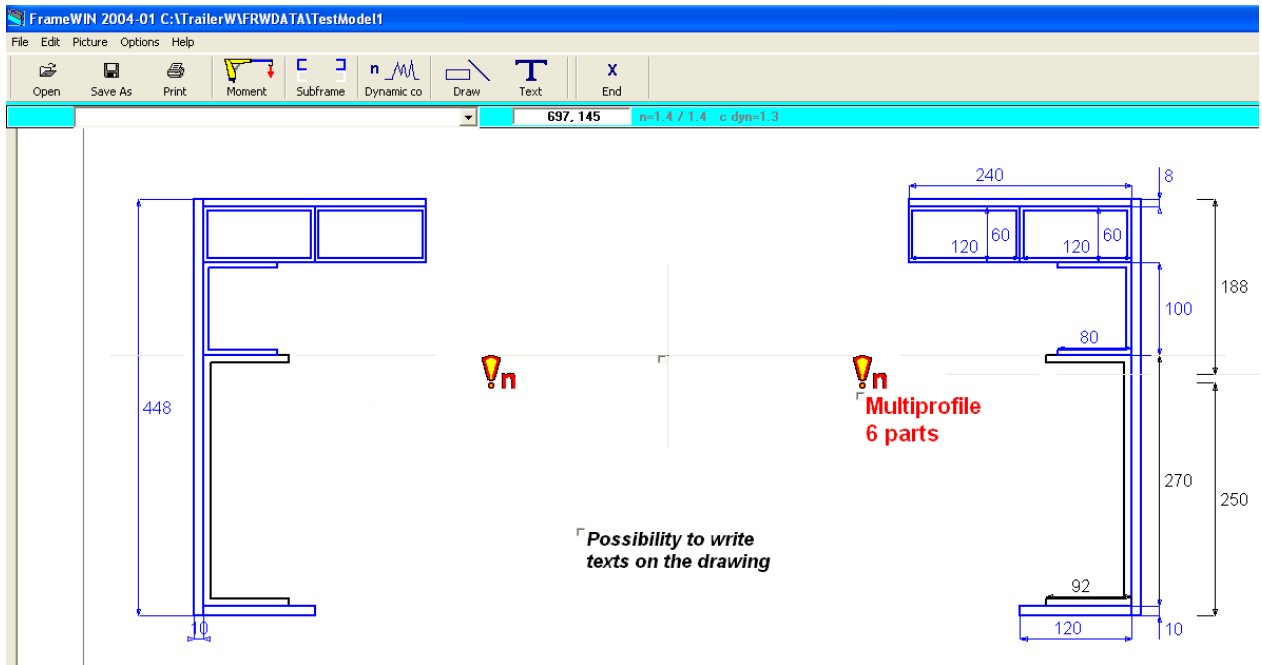 FrameWIN 2004-01 C:\TrailerW\FRWDATA\TestModel1
File Edit Picture Options Help
n X
Open Save As Print Moment Subframe Dynamic co Draw Text End
697, 145 n=1.4 / 1.4 c dyn=1.3
240 8
60 60
120 120
188
100
80
n n
448 Multiprofile
6 parts
270
250
Possibility to write
texts on the drawing
92
10 120 10